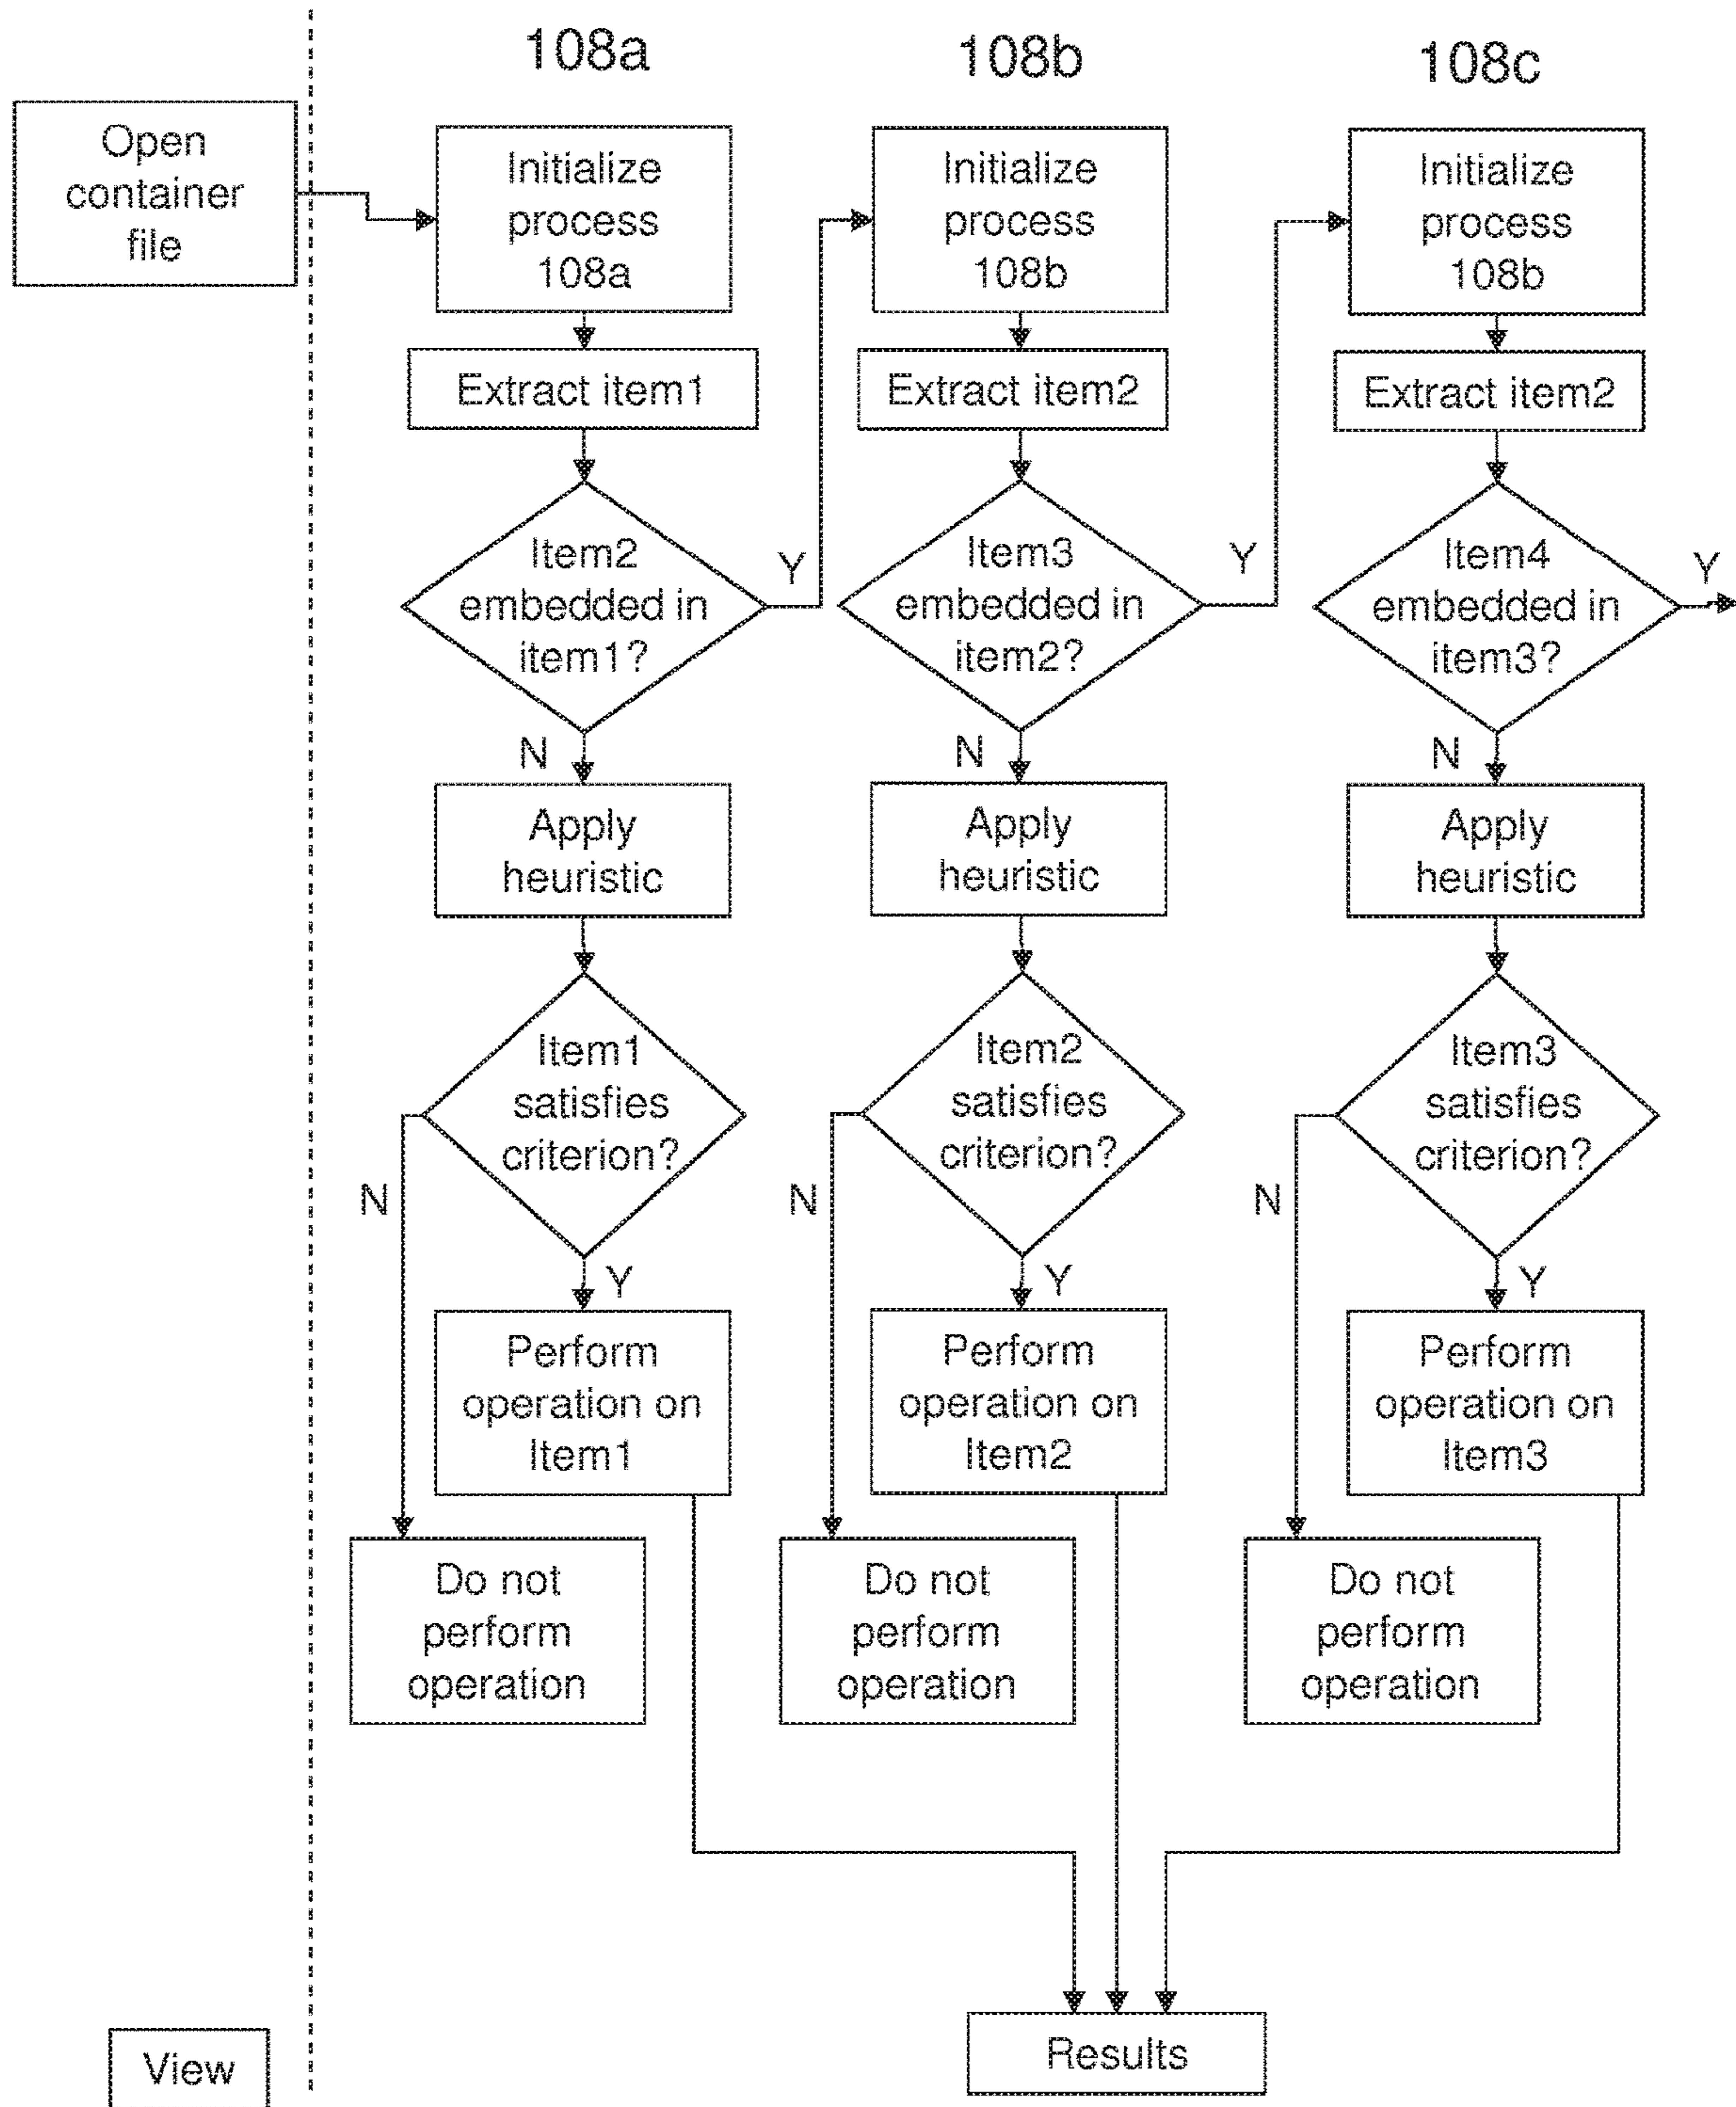 108a
108b
108c
Open
container
file
Initialize
process
108a
Initialize
process
108b
Initialize
process
108b
Extract item1
Extract item2
Extract item2
Item2
embedded in
item1?
Y
Item3
embedded in
item2?
Y
Item4
embedded in
item3?
Y
N
N
N
Apply
heuristic
Apply
heuristic
Apply
heuristic
Item1
satisfies
criterion?
Item2
satisfies
criterion?
Item3
satisfies
criterion?
N
N
N
Y
Y
Y
Perform
operation on
Item1
Perform
operation on
Item2
Perform
operation on
Item3
Do not
perform
operation
Do not
perform
operation
Do not
perform
operation
Results
View